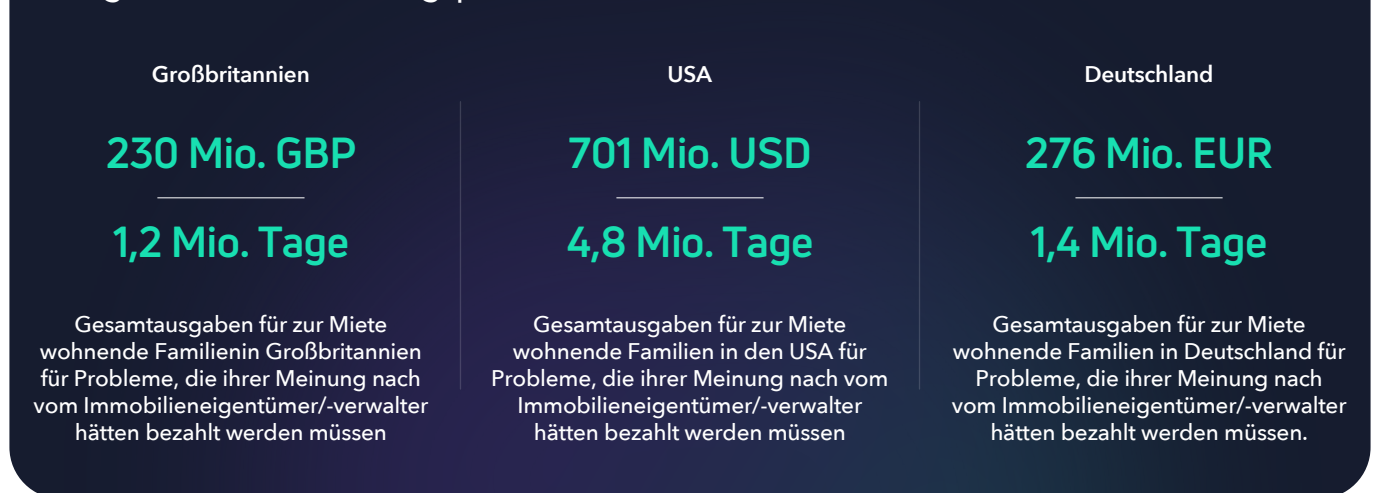 Großbritannien
230 Mio. GBP
1,2 Mio. Tage
Gesamtausgaben für zur Miete
wohnende Familienin Großbritannien
für Probleme, die ihrer Meinung nach
vom Immobilieneigentümer/-verwalter
hätten bezahlt werden müssen
USA
701 Mio. USD
4,8 Mio. Tage
Gesamtausgaben für zur Miete
wohnende Familien in den USA für
Probleme, die ihrer Meinung nach vom
Immobilieneigentümer/-verwalter
hätten bezahlt werden müssen
Deutschland
276 Mio. EUR
1,4 Mio. Tage
Gesamtausgaben für zur Miete
wohnende Familien in Deutschland für
Probleme, die ihrer Meinung nach
vom Immobilieneigentümer/-verwalter
hätten bezahlt werden müssen.